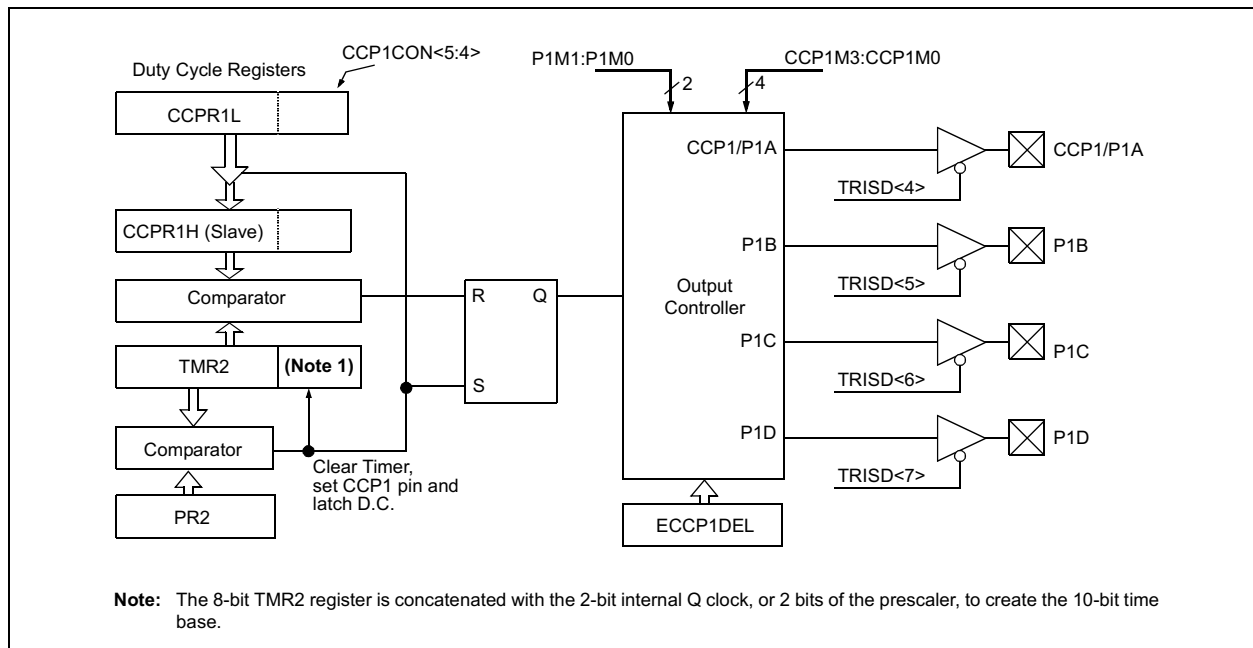 CCP1CON<5:4>
Duty Cycle Registers
CCPR1L
CCPR1H (Slave)
Comparator
TMR2
(Note 1)
Comparator
PR2
Clear Timer,
set CCP1 pin and
latch D.C.
R
Q
S
P1M1:P1M0
2
CCP1M3:CCP1M0
4
Output
Controller
CCP1/P1A
P1B
P1C
P1D
ECCP1DEL
TRISD<4>
CCP1/P1A
TRISD<5>
P1B
TRISD<6>
P1C
TRISD<7>
P1D
Note: The 8-bit TMR2 register is concatenated with the 2-bit internal Q clock, or 2 bits of the prescaler, to create the 10-bit time
base.